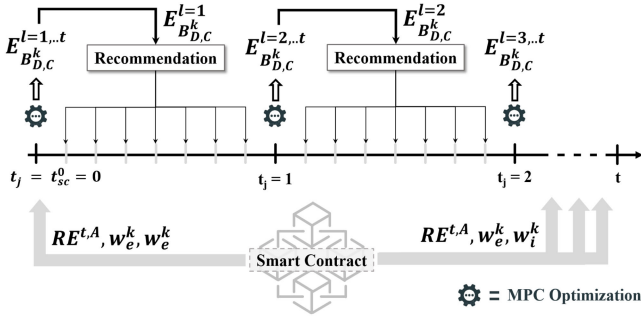 E^{l=1,..t}_{B^k_{D,C}}
E^{l=1}_{B^k_{D,C}}
Recommendation
E^{l=2,..t}_{B^k_{D,C}}
E^{l=2}_{B^k_{D,C}}
Recommendation
E^{l=3,..t}_{B^k_{D,C}}
t_j = t^0_{sc} = 0
t_j = 1
t_j = 2
t
RE^{t,A}, w^k_e, w^k_e
Smart Contract
RE^{t,A}, w^k_e, w^k_i
= MPC Optimization